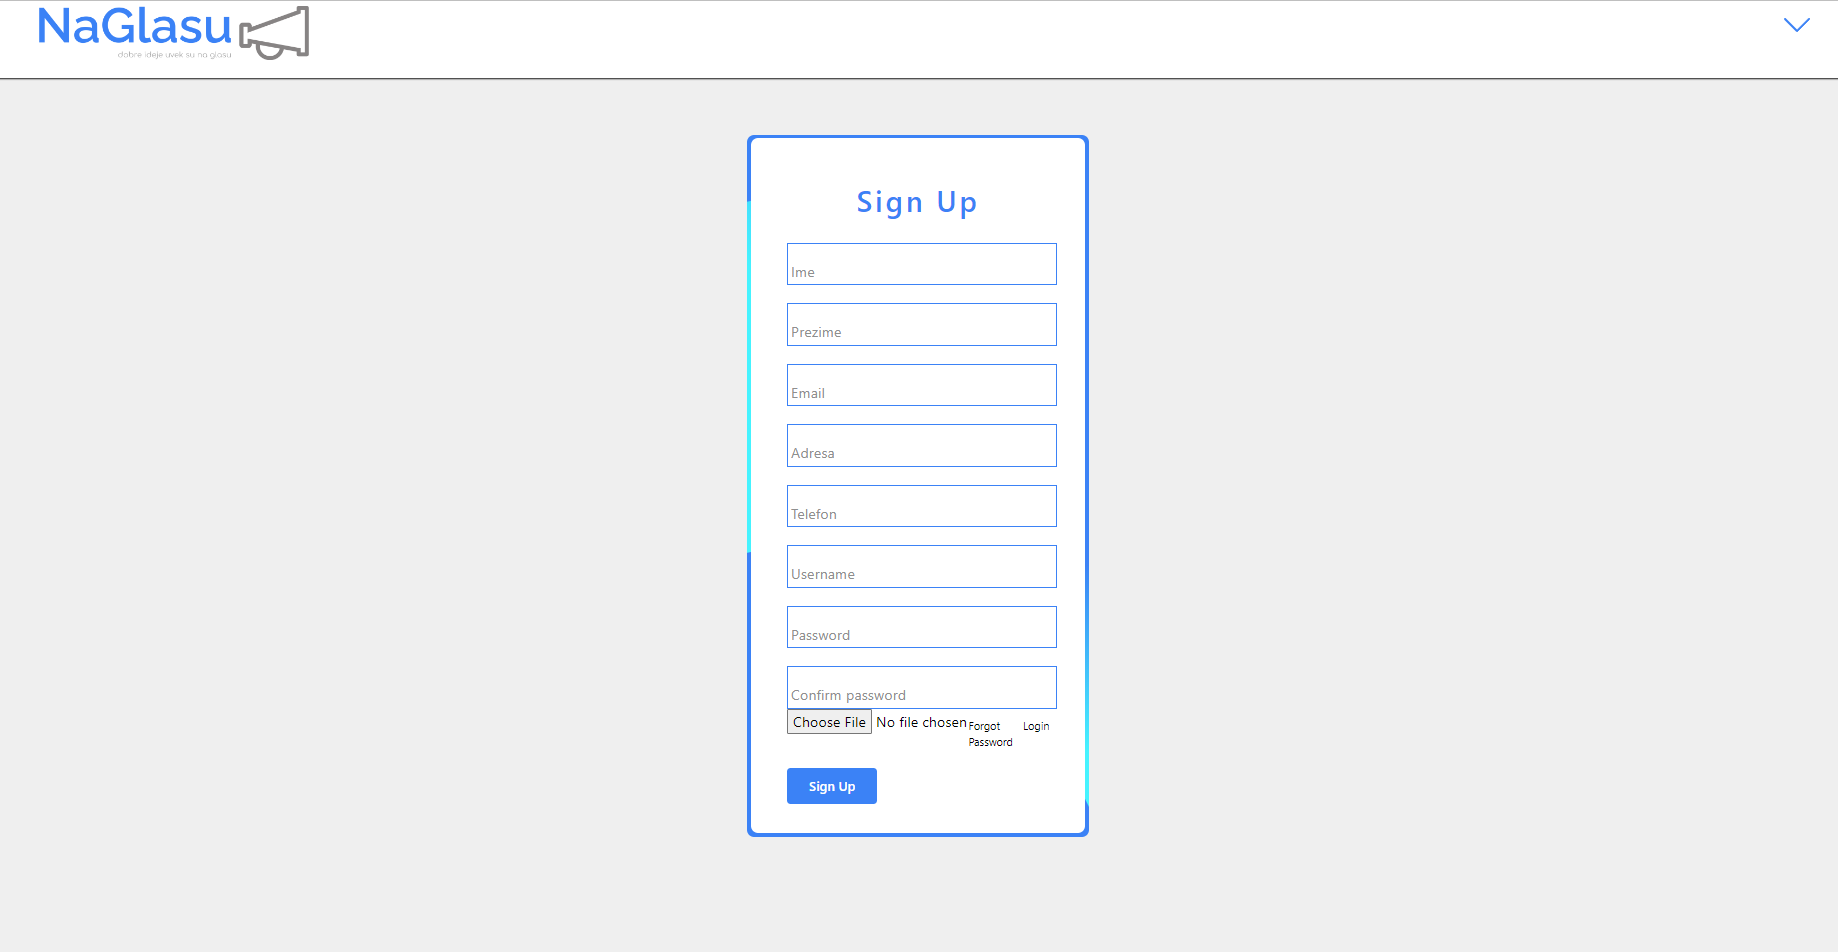 NaGlasu
dobre ideje uvek su na glasu
Sign Up
Ime
Prezime
Email
Adresa
Telefon
Username
Password
Confirm password
Choose File No file chosen Forgot Password Login
Sign Up